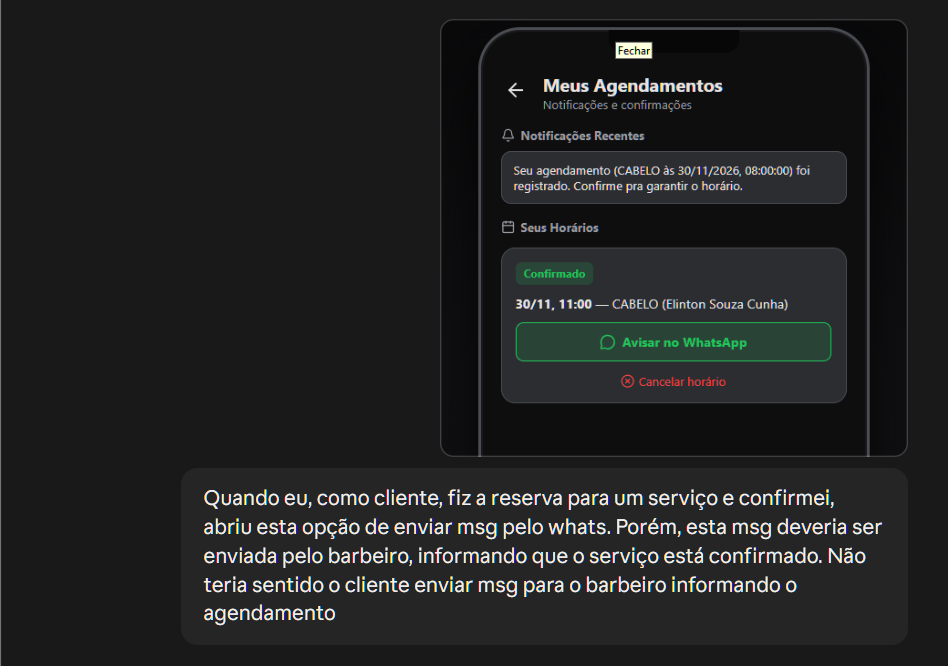 Fechar
Meus Agendamentos
Notificações e confirmações
Notificações Recentes
Seu agendamento (CABELO às 30/11/2026, 08:00:00) foi
registrado. Confirme pra garantir o horário.
Seus Horários
Confirmado
30/11, 11:00 — CABELO (Elinton Souza Cunha)
Avisar no WhatsApp
Cancelar horário
Quando eu, como cliente, fiz a reserva para um serviço e confirmei,
abriu esta opção de enviar msg pelo whats. Porém, esta msg deveria ser
enviada pelo barbeiro, informando que o serviço está confirmado. Não
teria sentido o cliente enviar msg para o barbeiro informando o
agendamento